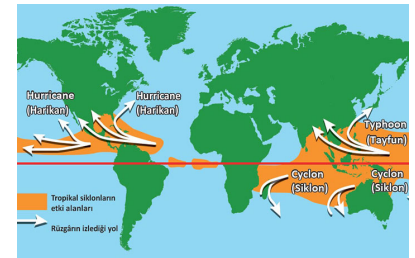 Hurricane
(Harikan)
Hurricane
(Harikan)
Typhoon
(Tayfun)
Cyclon
(Siklon)
Cyclon
(Siklon)
Tropikal siklonların
etki alanları
Rüzgârın izlediği yol